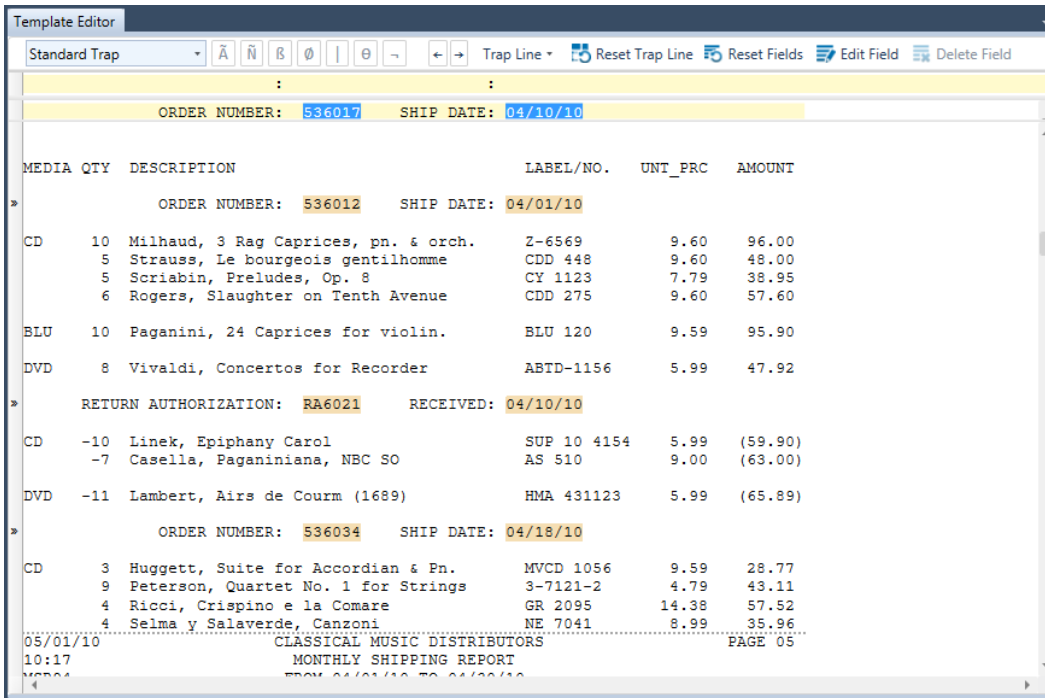 Template Editor
Standard Trap Ã Ñ ß Ø | θ ¬ ← → Trap Line Reset Trap Line Reset Fields Edit Field Delete Field
: :
ORDER NUMBER: 536017 SHIP DATE: 04/10/10
MEDIA QTY DESCRIPTION LABEL/NO. UNT_PRC AMOUNT
» ORDER NUMBER: 536012 SHIP DATE: 04/01/10
CD 10 Milhaud, 3 Rag Caprices, pn. & orch. Z-6569 9.60 96.00
5 Strauss, Le bourgeois gentilhomme CDD 448 9.60 48.00
5 Scriabin, Preludes, Op. 8 CY 1123 7.79 38.95
6 Rogers, Slaughter on Tenth Avenue CDD 275 9.60 57.60
BLU 10 Paganini, 24 Caprices for violin. BLU 120 9.59 95.90
DVD 8 Vivaldi, Concertos for Recorder ABTD-1156 5.99 47.92
» RETURN AUTHORIZATION: RA6021 RECEIVED: 04/10/10
CD -10 Linek, Epiphany Carol SUP 10 4154 5.99 (59.90)
-7 Casella, Paganiniana, NBC SO AS 510 9.00 (63.00)
DVD -11 Lambert, Airs de Courm (1689) HMA 431123 5.99 (65.89)
» ORDER NUMBER: 536034 SHIP DATE: 04/18/10
CD 3 Huggett, Suite for Accordian & Pn. MVCD 1056 9.59 28.77
9 Peterson, Quartet No. 1 for Strings 3-7121-2 4.79 43.11
4 Ricci, Crispino e la Comare GR 2095 14.38 57.52
4 Selma y Salaverde, Canzoni NE 7041 8.99 35.96
05/01/10 CLASSICAL MUSIC DISTRIBUTORS PAGE 05
10:17 MONTHLY SHIPPING REPORT
FROM 04/01/10 TO 04/30/10